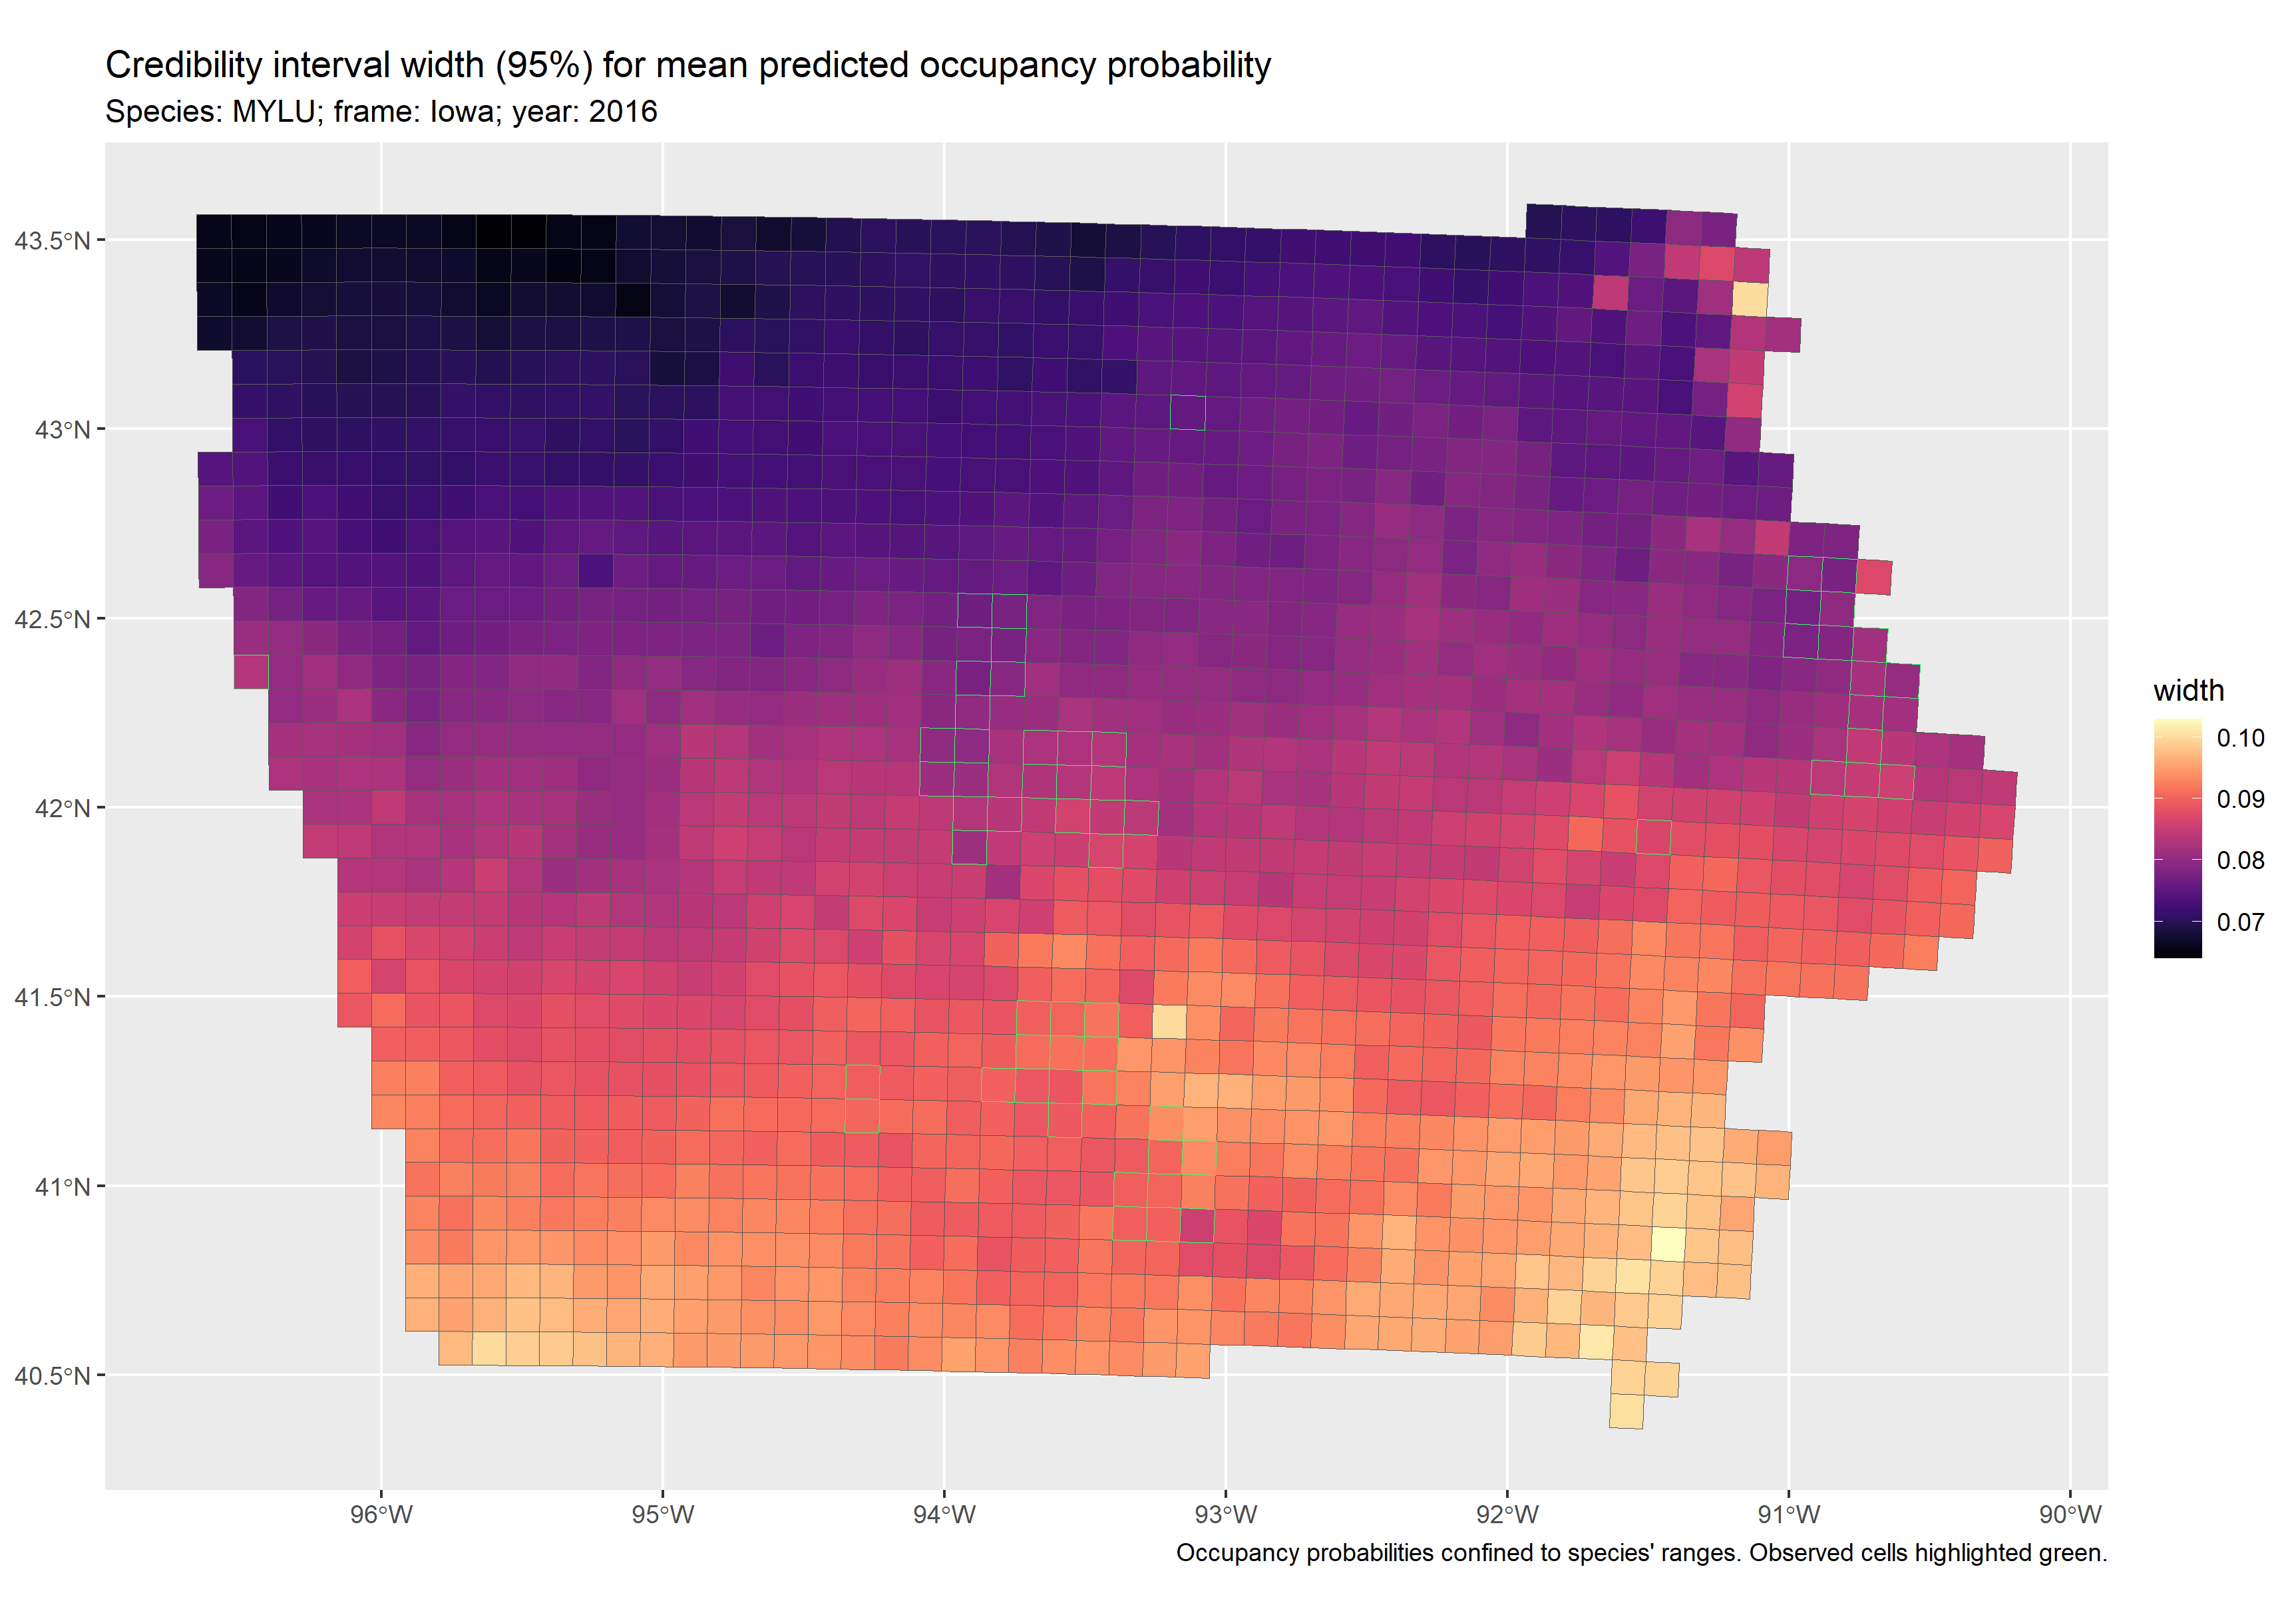 Credibility interval width (95%) for mean predicted occupancy probability
Species: MYLU; frame: Iowa; year: 2016
43.5°N
43°N
42.5°N
42°N
41.5°N
41°N
40.5°N
96°W
95°W
94°W
93°W
92°W
91°W
90°W
width
0.10
0.09
0.08
0.07
Occupancy probabilities confined to species' ranges. Observed cells highlighted green.